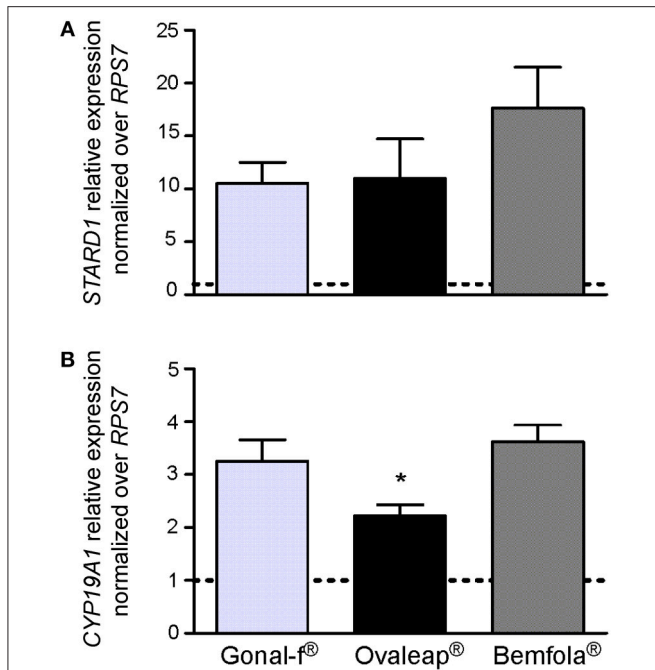 A
STARD1 relative expression
normalized over RPS7
25
20
15
10
5
0
B
CYP19A1 relative expression
normalized over RPS7
5
4
3
*
2
1
0
Gonal-f® Ovaleap® Bemfola®